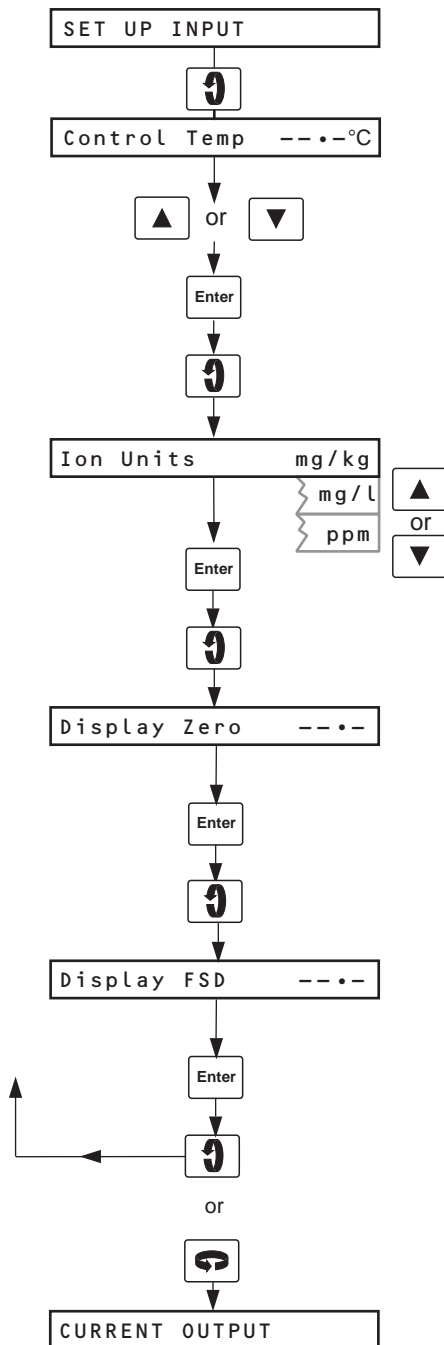 SET UP INPUT
Control Temp --•-°C
▲ or ▼
Enter
Ion Units mg/kg
mg/l
ppm
▲
or
▼
Enter
Display Zero --•-
Enter
Display FSD --•-
Enter
or
CURRENT OUTPUT